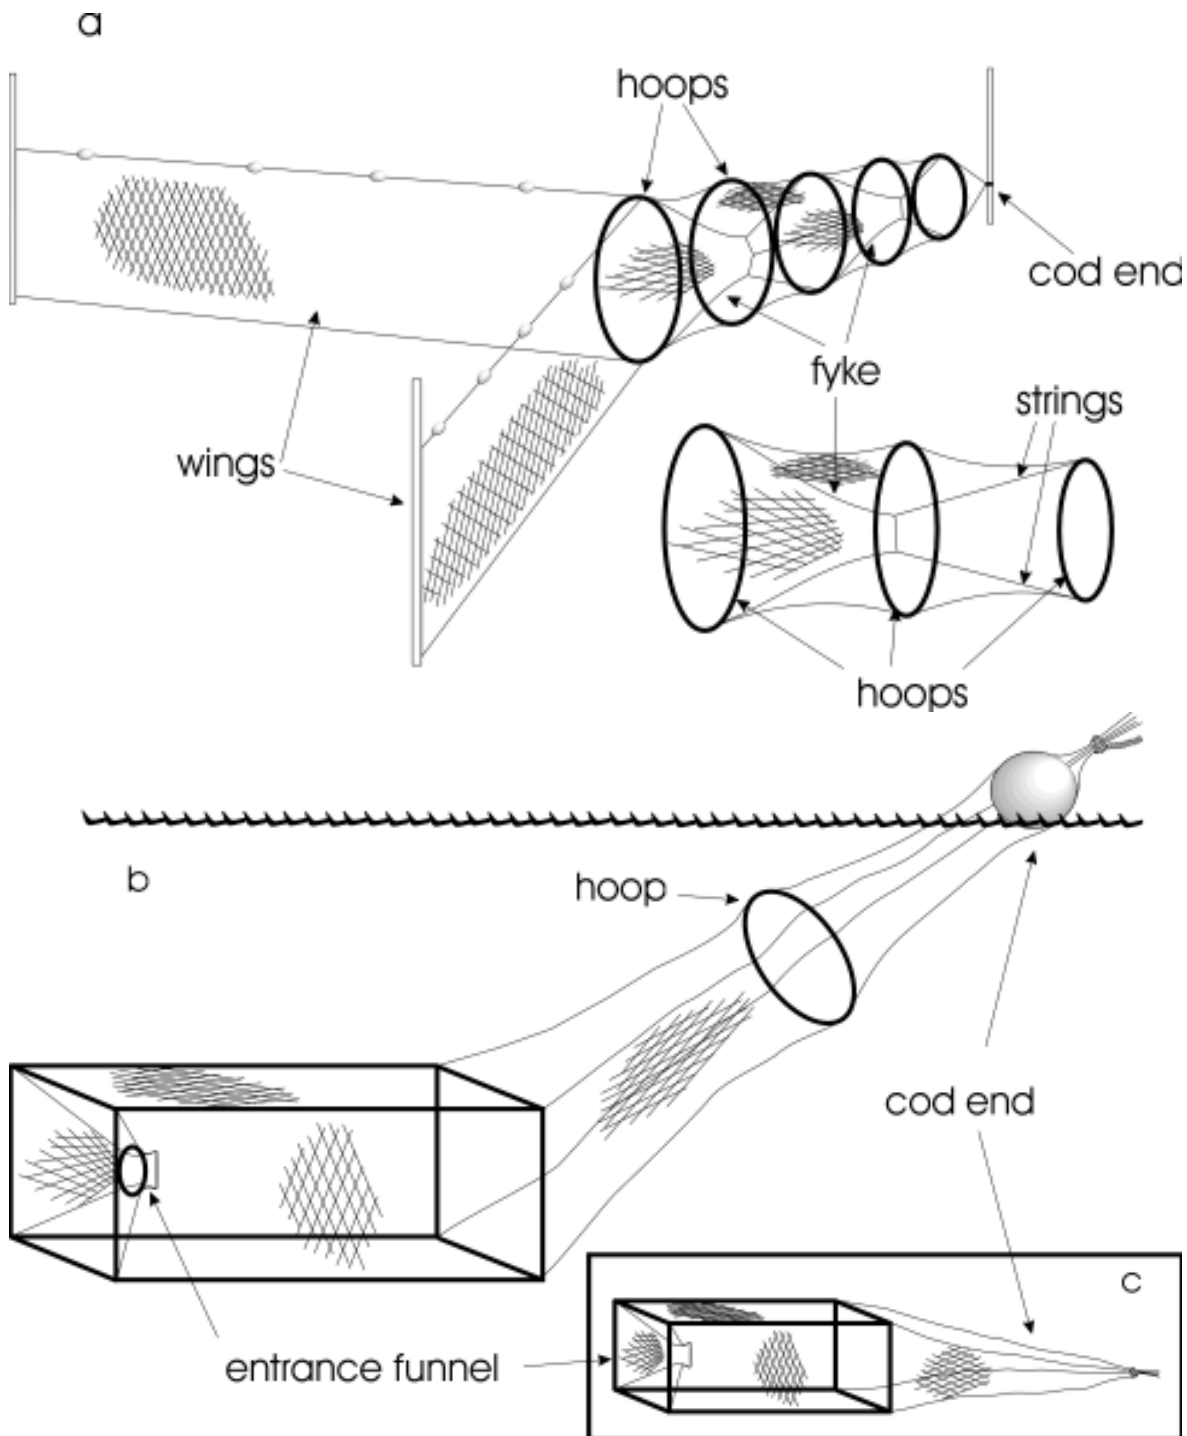 a
hoops
cod end
fyke
strings
wings
hoops
b
hoop
cod end
c
entrance funnel